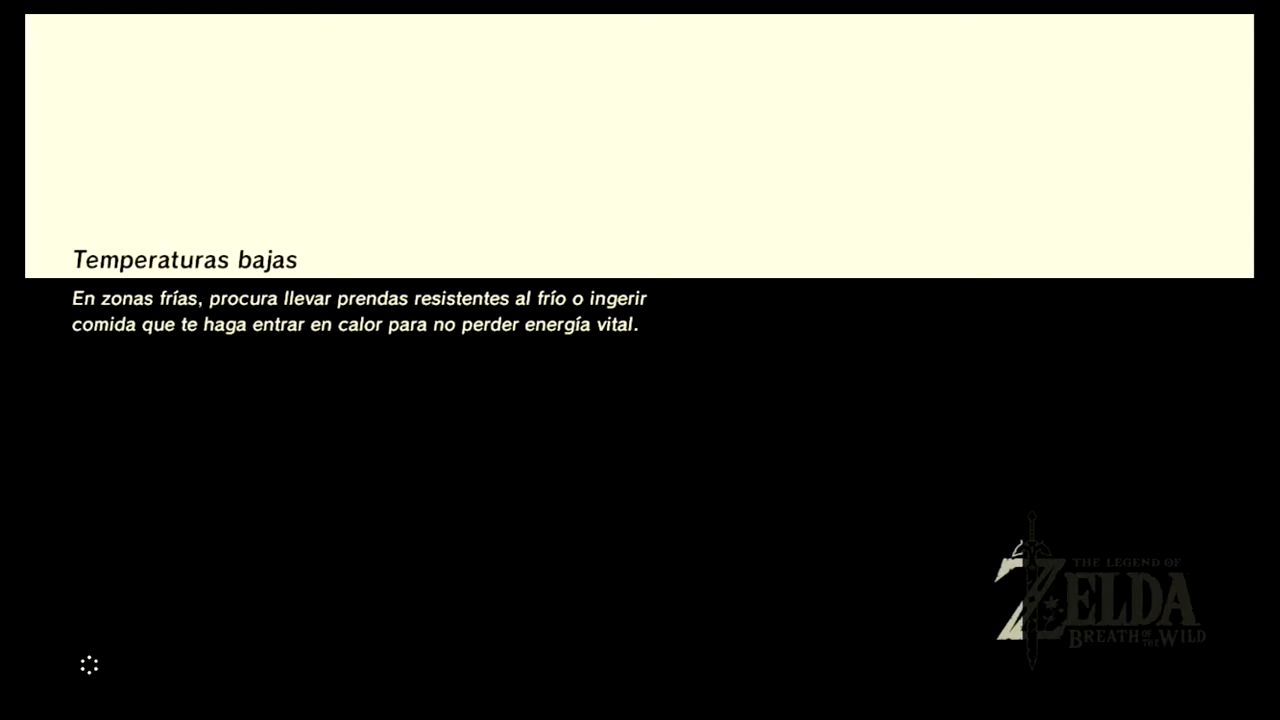 Temperaturas bajas
En zonas frías, procura llevar prendas resistentes al frío o ingerir
comida que te haga entrar en calor para no perder energía vital.
THE LEGEND OF
ZELDA
BREATH OF THE WILD